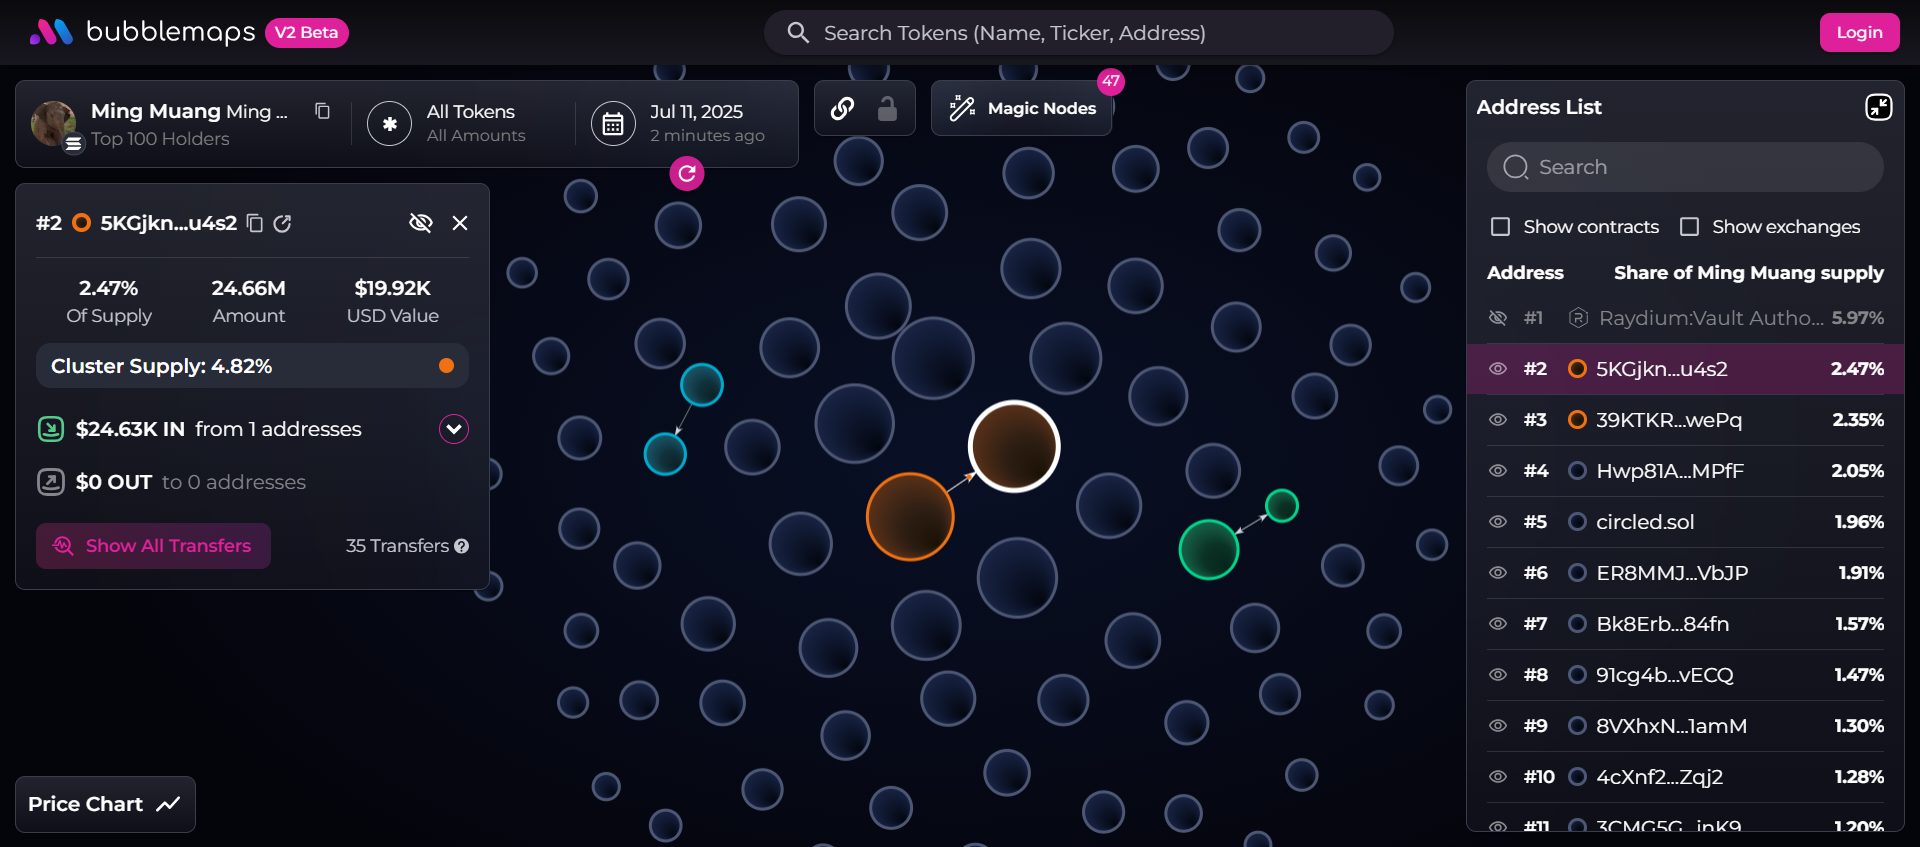 bubblemaps V2 Beta
Search Tokens (Name, Ticker, Address)
Login
Ming Muang Ming ...
Top 100 Holders
All Tokens
All Amounts
Jul 11, 2025
2 minutes ago
Magic Nodes
47
#2 5KGjkn...u4s2
2.47% 24.66M $19.92K
Of Supply Amount USD Value
Cluster Supply: 4.82%
$24.63K IN from 1 addresses
$0 OUT to 0 addresses
Show All Transfers 35 Transfers
Price Chart
Address List
Search
Show contracts Show exchanges
Address Share of Ming Muang supply
#1 Raydium:Vault Autho... 5.97%
#2 5KGjkn...u4s2 2.47%
#3 39KTKR...wePq 2.35%
#4 Hwp81A...MPfF 2.05%
#5 circled.sol 1.96%
#6 ER8MMJ...VbJP 1.91%
#7 Bk8Erb...84fn 1.57%
#8 91cg4b...vECQ 1.47%
#9 8VXhxN...1amM 1.30%
#10 4cXnf2...Zqj2 1.28%
#11 3CMG5G...jnK9 1.20%